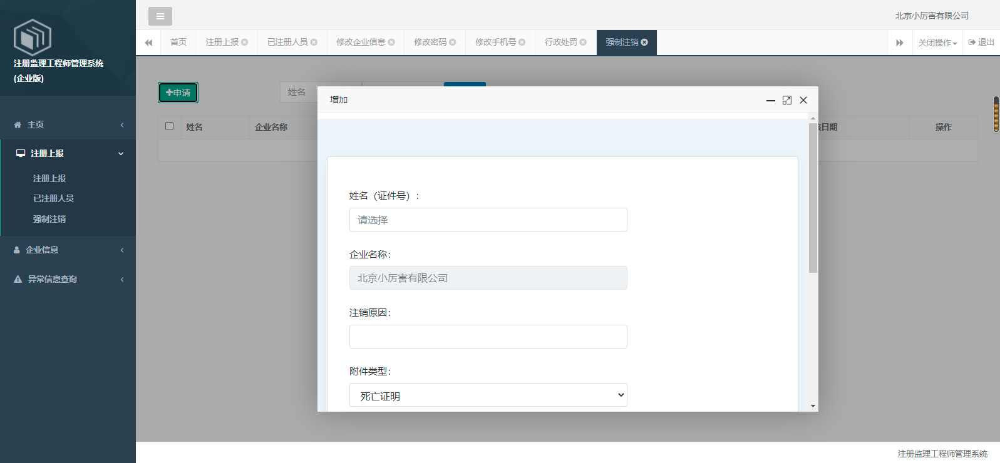 北京小厉害有限公司
注册监理工程师管理系统
(企业版)
首页
注册上报
已注册人员
修改企业信息
修改密码
修改手机号
行政处罚
强制注销
关闭操作
退出
主页
注册上报
注册上报
已注册人员
强制注销
企业信息
异常信息查询
申请
姓名
姓名
企业名称
日期
操作
增加
姓名（证件号）:
请选择
企业名称:
北京小厉害有限公司
注销原因:
附件类型:
死亡证明
注册监理工程师管理系统